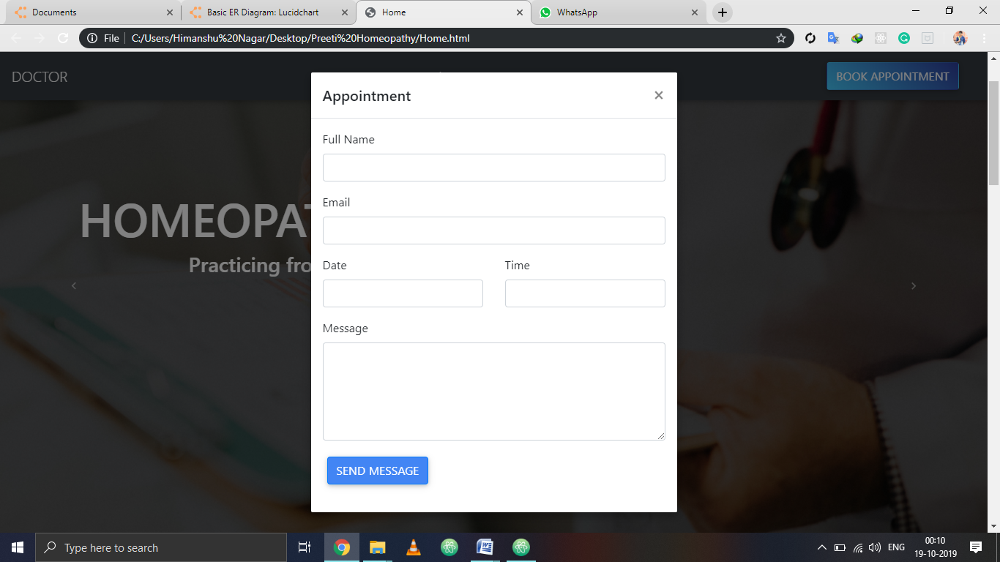 Documents
Basic ER Diagram: Lucidchart
Home
WhatsApp
File
C:/Users/Himanshu%20Nagar/Desktop/Preeti%20Homeopathy/Home.html
DOCTOR
BOOK APPOINTMENT
Appointment
Full Name
Email
HOMEOPAT
Practicing fro
Date
Time
Message
SEND MESSAGE
Type here to search
ENG
00:10
19-10-2019